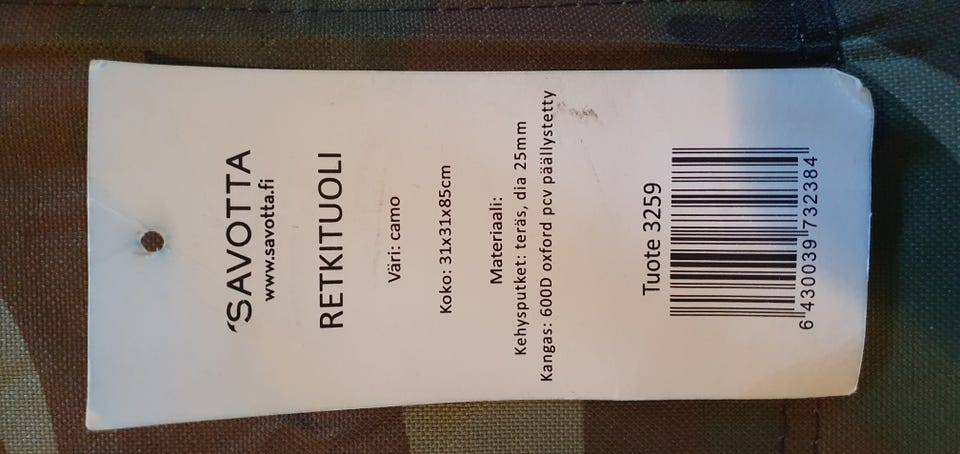 SAVOTTA
www.savotta.fi
RETKITUOLI
Väri: camo
Koko: 31x31x85cm
Materiaali:
Kehysputket: teräs, dia 25mm
Kangas: 600D oxford pcv päällystetty
Tuote 3259
6 430039 732384